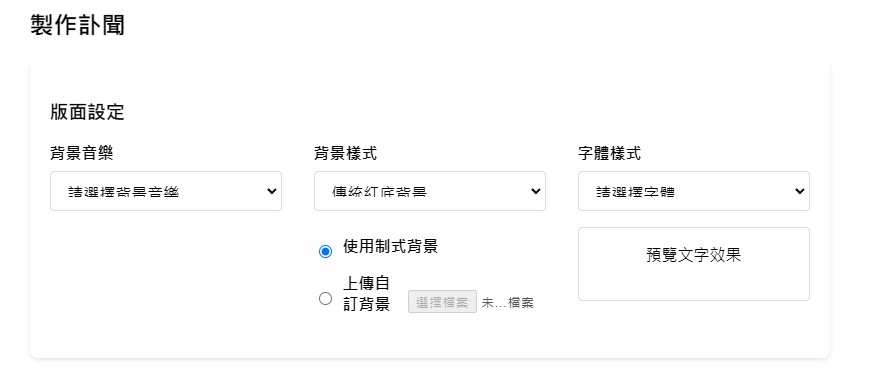 製作訃聞
版面設定
背景音樂
背景樣式
字體樣式
請選擇背景音樂
傳統紅底背景
請選擇字體
使用制式背景
預覽文字效果
上傳自
訂背景
選擇檔案 未...檔案